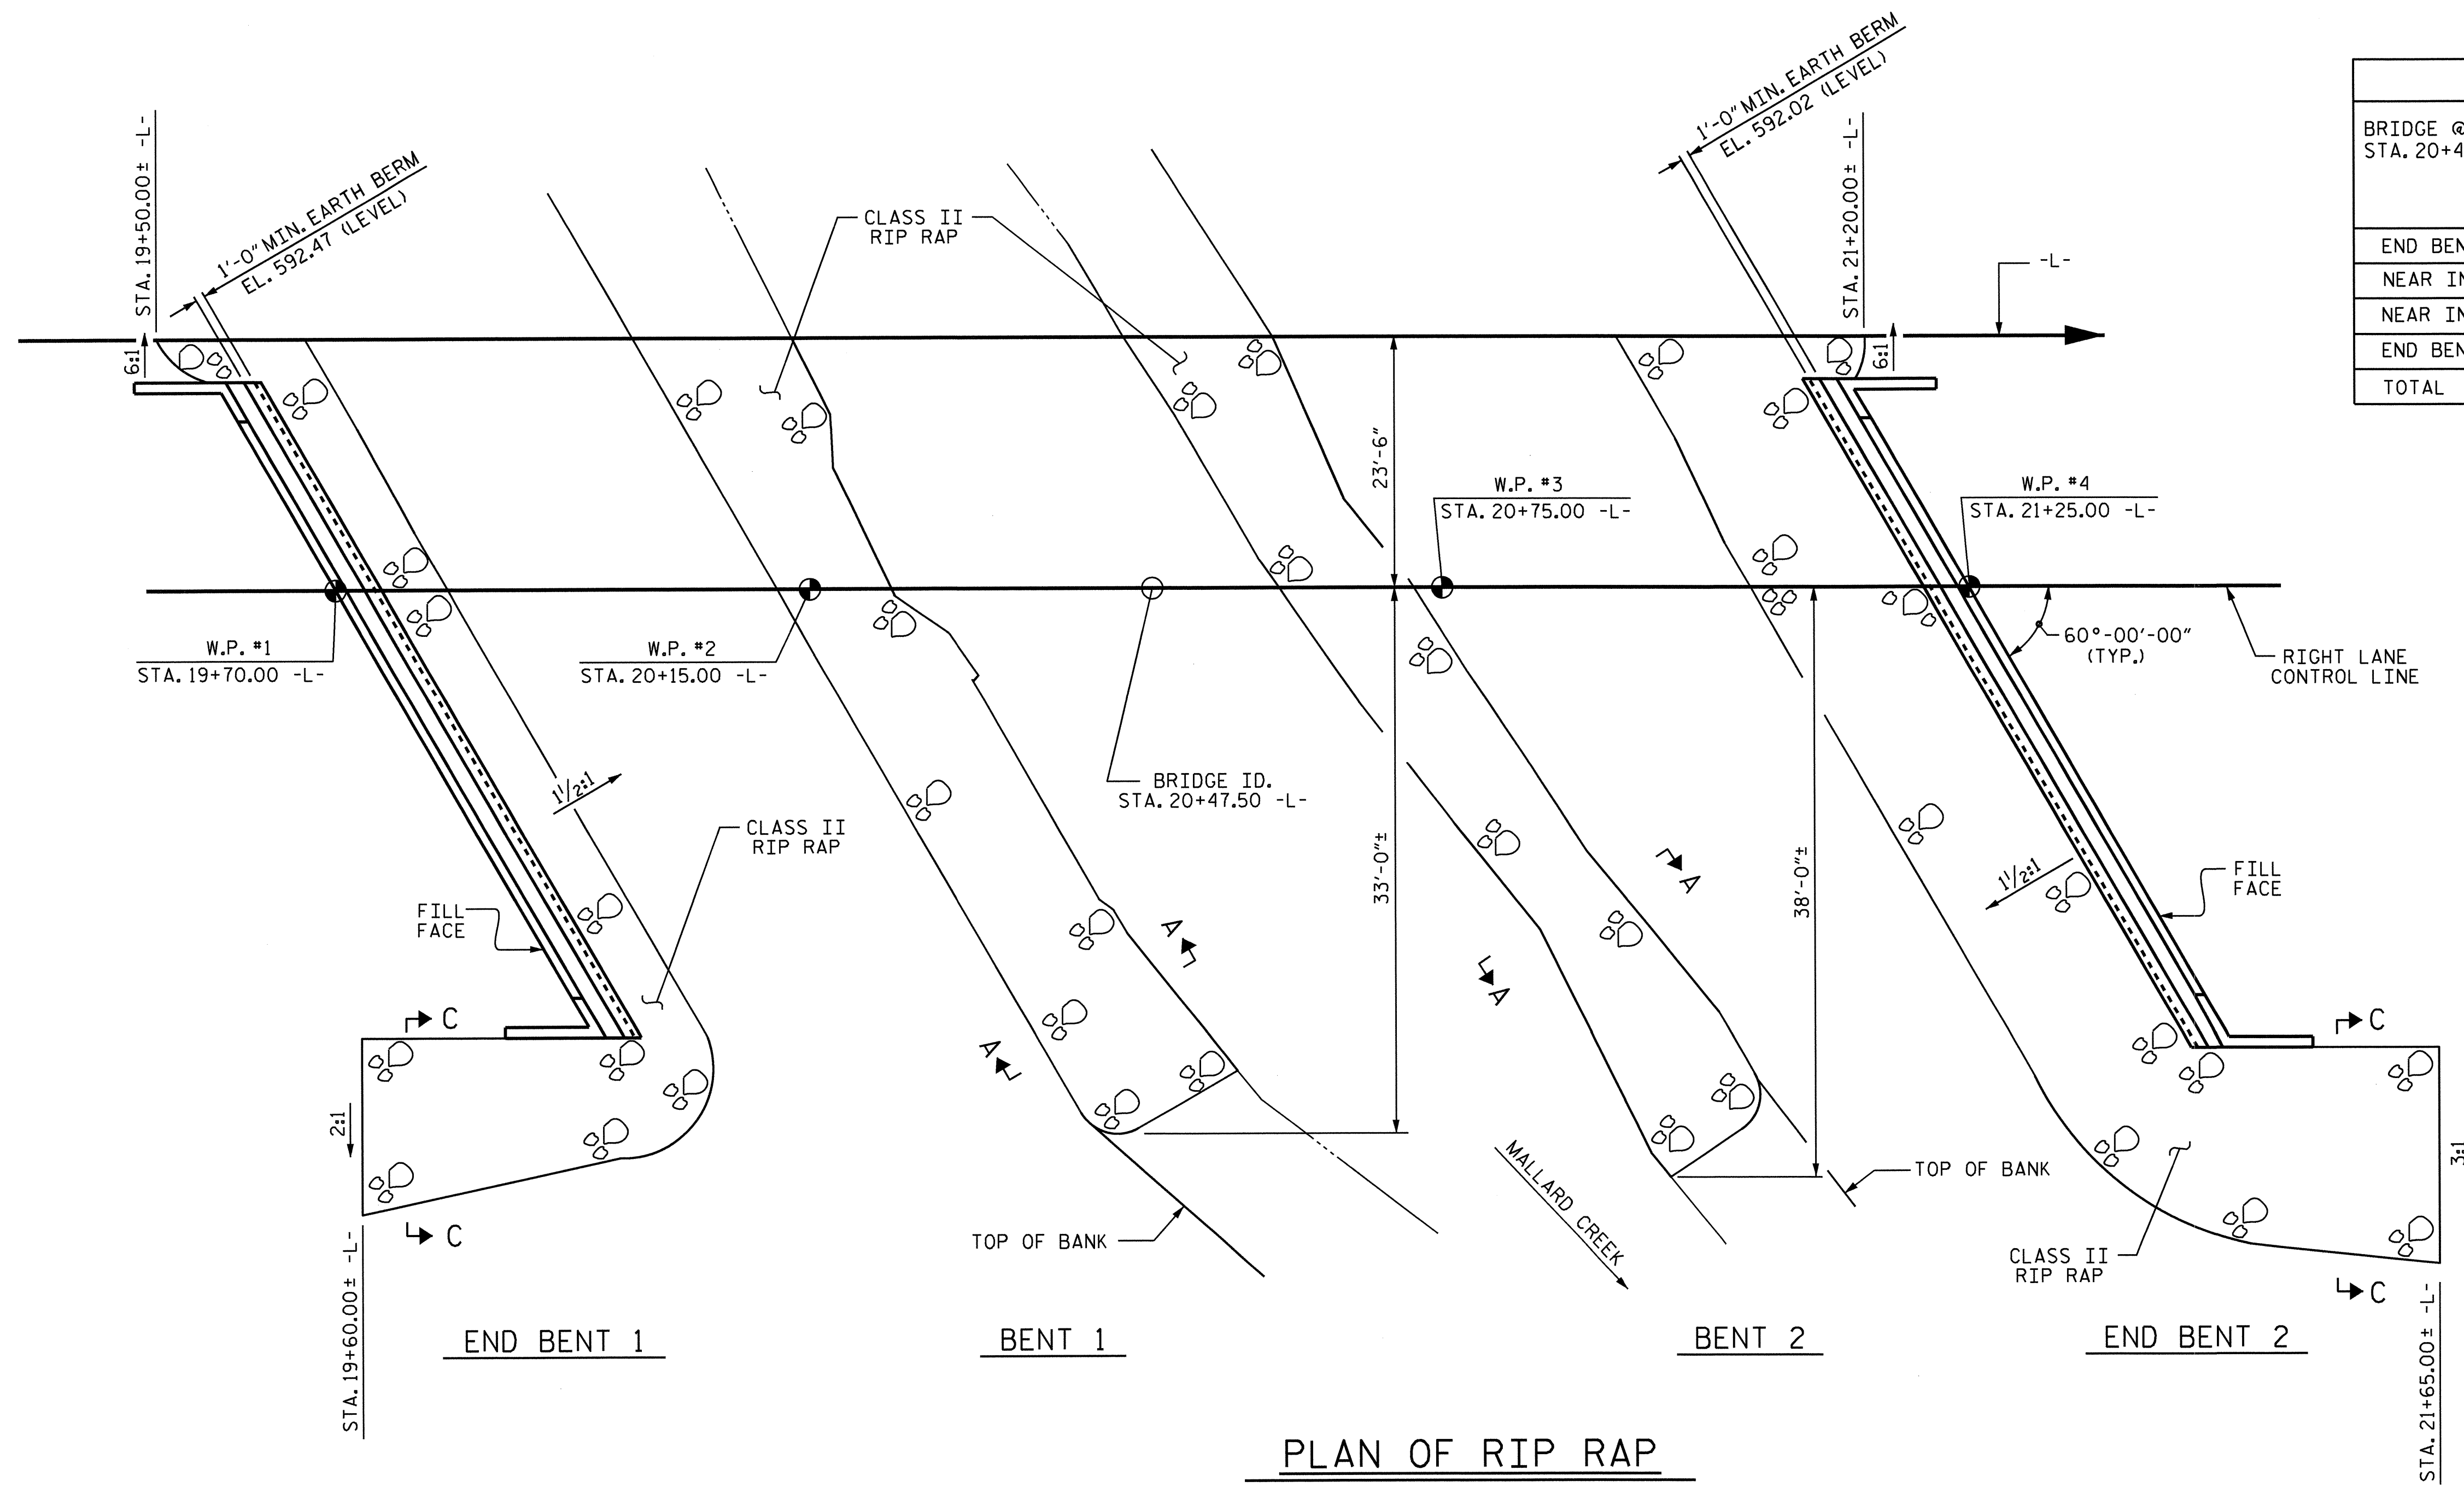 1'-0" MIN. EARTH BERM
EL. 592.02 (LEVEL)
STA. 19+50.00± -L-
1'-0" MIN. EARTH BERM
EL. 592.47 (LEVEL)
CLASS II
RIP RAP
STA. 21+20.00± -L-
-L-
BRIDGE @
STA. 20+4
END BEN
NEAR IN
NEAR IN
END BEN
TOTAL
6:1
6:1
23'-6"
W.P. #3
STA. 20+75.00 -L-
W.P. #4
STA. 21+25.00 -L-
W.P. #1
STA. 19+70.00 -L-
W.P. #2
STA. 20+15.00 -L-
60°-00'-00"
(TYP.)
RIGHT LANE
CONTROL LINE
BRIDGE ID.
STA. 20+47.50 -L-
1½:1
CLASS II
RIP RAP
33'-0"±
38'-0"±
A
A
A
A
1½:1
FILL
FACE
FILL
FACE
C
C
2:1
3:1
MALLARD CREEK
TOP OF BANK
TOP OF BANK
C
CLASS II
RIP RAP
C
STA. 19+60.00± -L-
STA. 21+65.00± -L-
END BENT 1
BENT 1
BENT 2
END BENT 2
PLAN OF RIP RAP